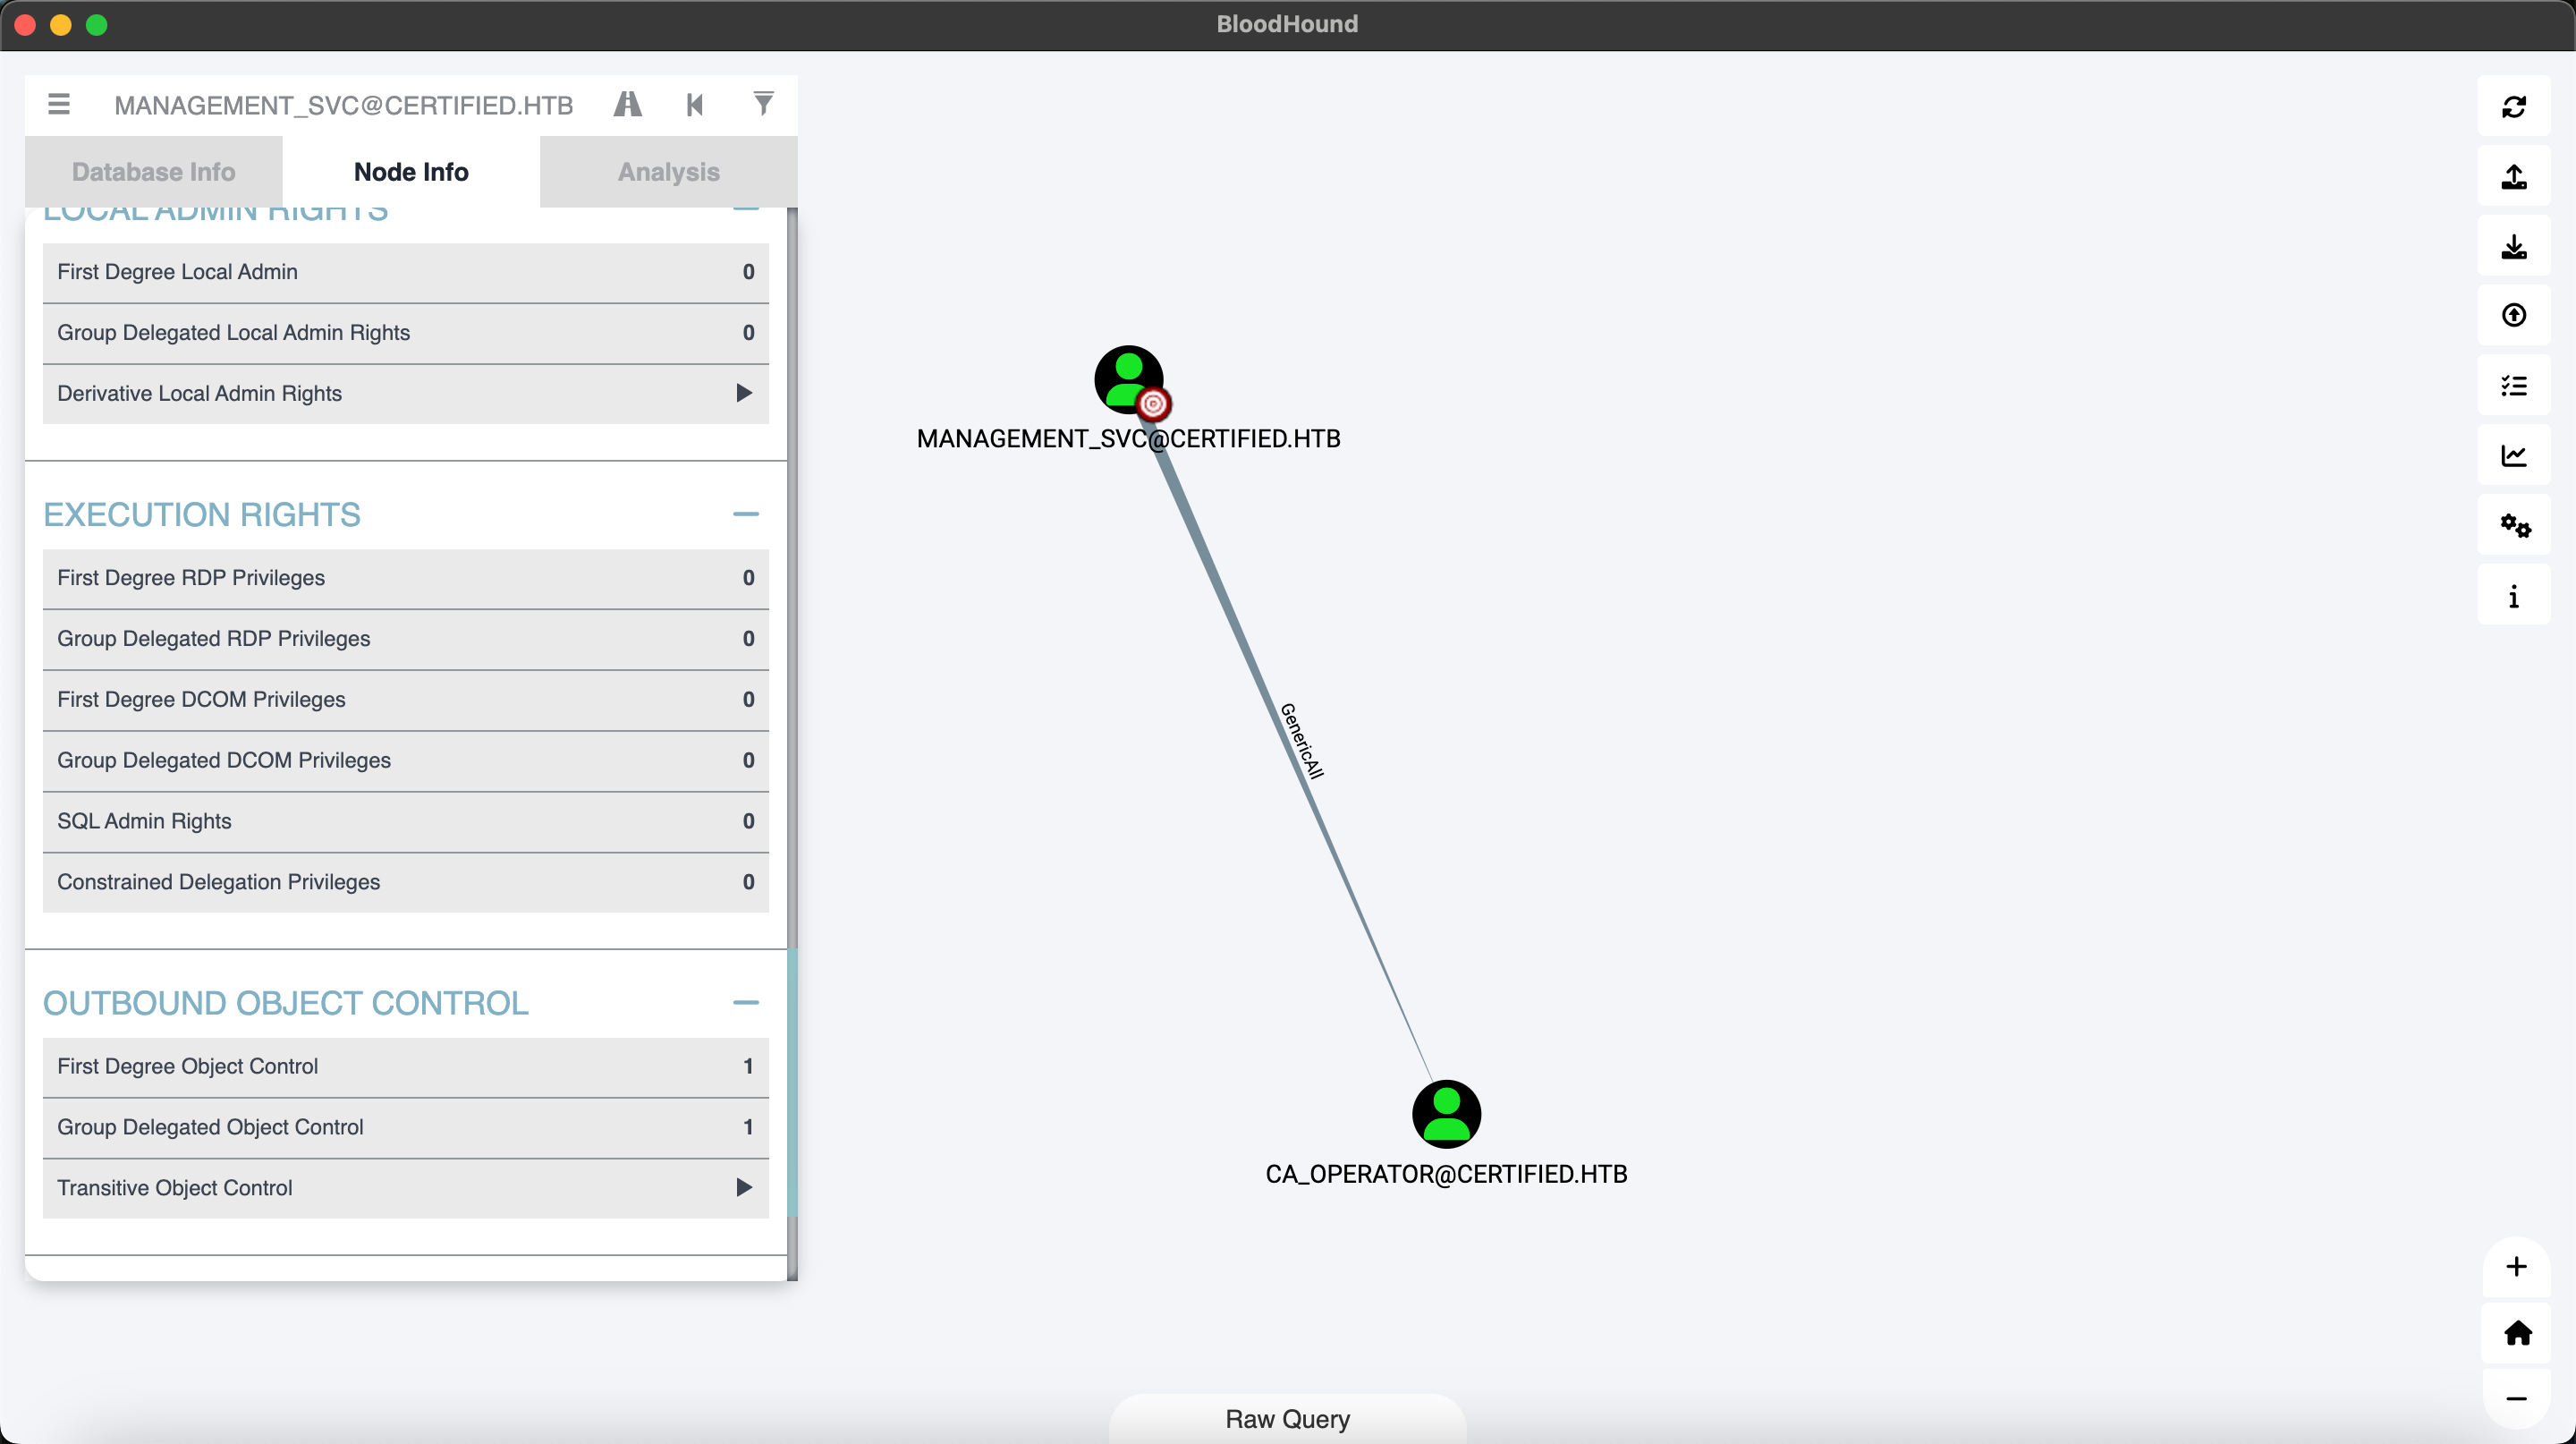 BloodHound
MANAGEMENT_SVC@CERTIFIED.HTB
Database Info
Node Info
Analysis
LOCAL ADMIN RIGHTS
First Degree Local Admin 0
Group Delegated Local Admin Rights 0
Derivative Local Admin Rights
EXECUTION RIGHTS
First Degree RDP Privileges 0
Group Delegated RDP Privileges 0
First Degree DCOM Privileges 0
Group Delegated DCOM Privileges 0
SQL Admin Rights 0
Constrained Delegation Privileges 0
OUTBOUND OBJECT CONTROL
First Degree Object Control 1
Group Delegated Object Control 1
Transitive Object Control
MANAGEMENT_SVC@CERTIFIED.HTB
GenericAll
CA_OPERATOR@CERTIFIED.HTB
Raw Query